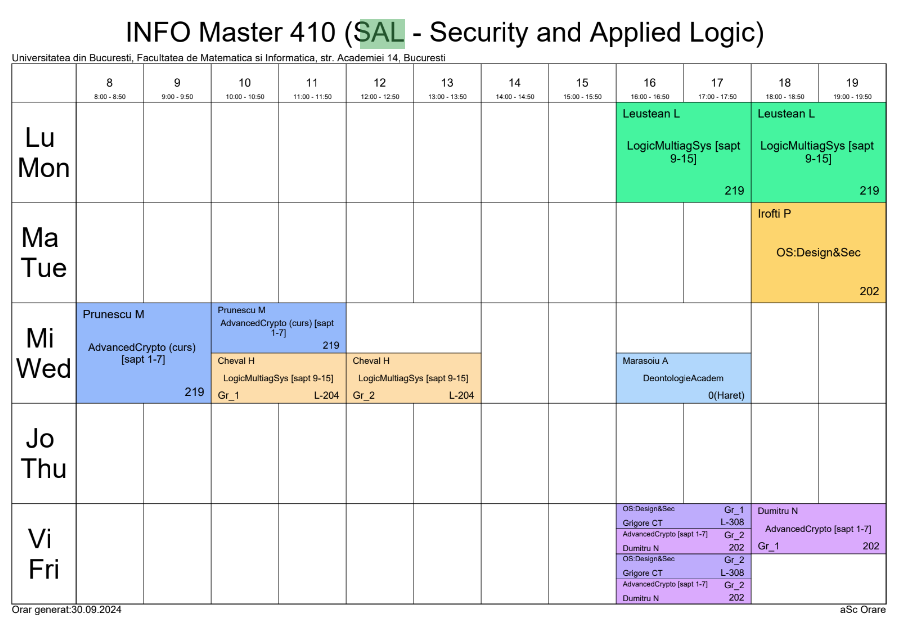 INFO Master 410 (SAL - Security and Applied Logic)
Universitatea din Bucuresti, Facultatea de Matematica si Informatica, str. Academiei 14, Bucuresti
8 9 10 11 12 13 14 15 16 17 18 19
8:00 - 8:50 9:00 - 9:50 10:00 - 10:50 11:00 - 11:50 12:00 - 12:50 13:00 - 13:50 14:00 - 14:50 15:00 - 15:50 16:00 - 16:50 17:00 - 17:50 18:00 - 18:50 19:00 - 19:50
Lu
Mon
Leustean L
LogicMultiagSys [sapt
9-15]
219
Leustean L
LogicMultiagSys [sapt
9-15]
219
Ma
Tue
Irofti P
OS:Design&Sec
202
Mi
Wed
Prunescu M
AdvancedCrypto (curs)
[sapt 1-7]
219
Prunescu M
AdvancedCrypto (curs) [sapt
1-7]
219
Cheval H
LogicMultiagSys [sapt 9-15]
Gr_1 L-204
Cheval H
LogicMultiagSys [sapt 9-15]
Gr_2 L-204
Marasoiu A
DeontologieAcadem
0(Haret)
Jo
Thu
Vi
Fri
OS:Design&Sec Gr_1
Grigore CT L-308
AdvancedCrypto [sapt 1-7] Gr_2
Dumitru N 202
OS:Design&Sec Gr_2
Grigore CT L-308
AdvancedCrypto [sapt 1-7] Gr_2
Dumitru N 202
Dumitru N
AdvancedCrypto [sapt 1-7]
Gr_1 202
Orar generat:30.09.2024 aSc Orare